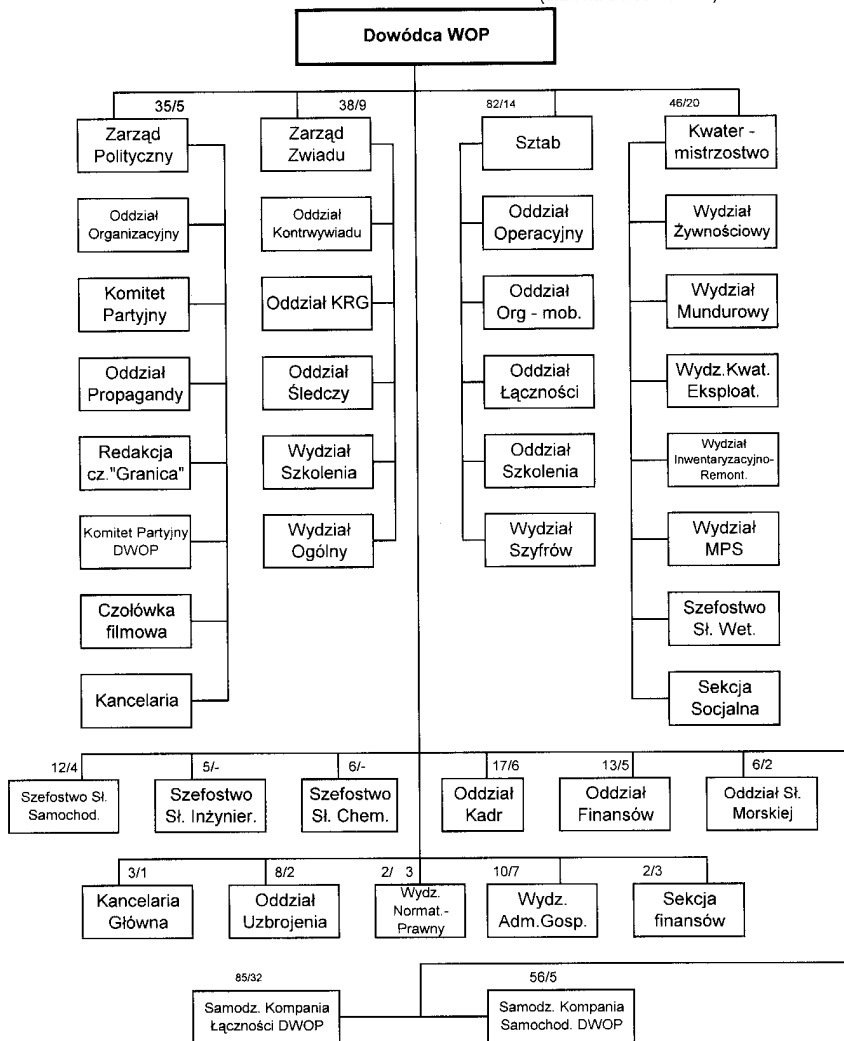 Dowódca WOP
35/5
38/9
82/14
46/20
Zarząd
Polityczny
Zarząd
Zwiadu
Sztab
Kwater -
mistrzostwo
Oddział
Organizacyjny
Oddział
Kontrwywiadu
Oddział
Operacyjny
Wydział
Żywnościowy
Komitet
Partyjny
Oddział KRG
Oddział
Org - mob.
Wydział
Mundurowy
Oddział
Propagandy
Oddział
Śledczy
Oddział
Łączności
Wydz.Kwat.
Eksploat.
Redakcja
cz."Granica"
Wydział
Szkolenia
Oddział
Szkolenia
Wydział
Inwentaryzacyjno-
Remont.
Komitet Partyjny
DWOP
Wydział
Ogólny
Wydział
Szyfrów
Wydział
MPS
Czołówka
filmowa
Szefostwo
Sł. Wet.
Kancelaria
Sekcja
Socjalna
12/4
5/-
6/-
17/6
13/5
6/2
Szefostwo Sł.
Samochod.
Szefostwo
Sł. Inżynier.
Szefostwo
Sł. Chem.
Oddział
Kadr
Oddział
Finansów
Oddział Sł.
Morskiej
3/1
8/2
2/ 3
10/7
2/3
Kancelaria
Główna
Oddział
Uzbrojenia
Wydz.
Normat.-
Prawny
Wydz.
Adm.Gosp.
Sekcja
finansów
85/32
56/5
Samodz. Kompania
Łączności DWOP
Samodz. Kompania
Samochod. DWOP